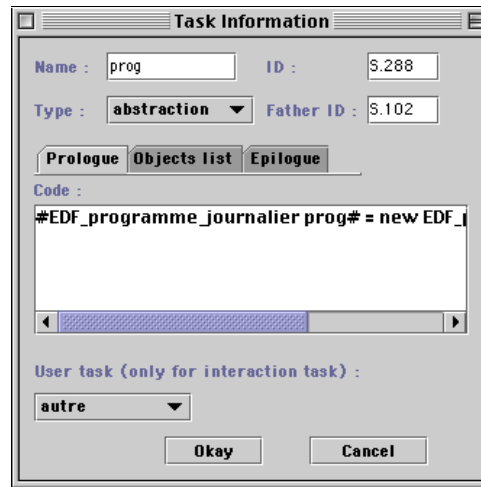 Task Information
Name : prog ID : S.288
Type : abstraction Father ID : S.102
Prologue Objects list Epilogue
Code :
#EDF_programme_journalier prog# = new EDF_
User task (only for interaction task) :
autre
Okay Cancel